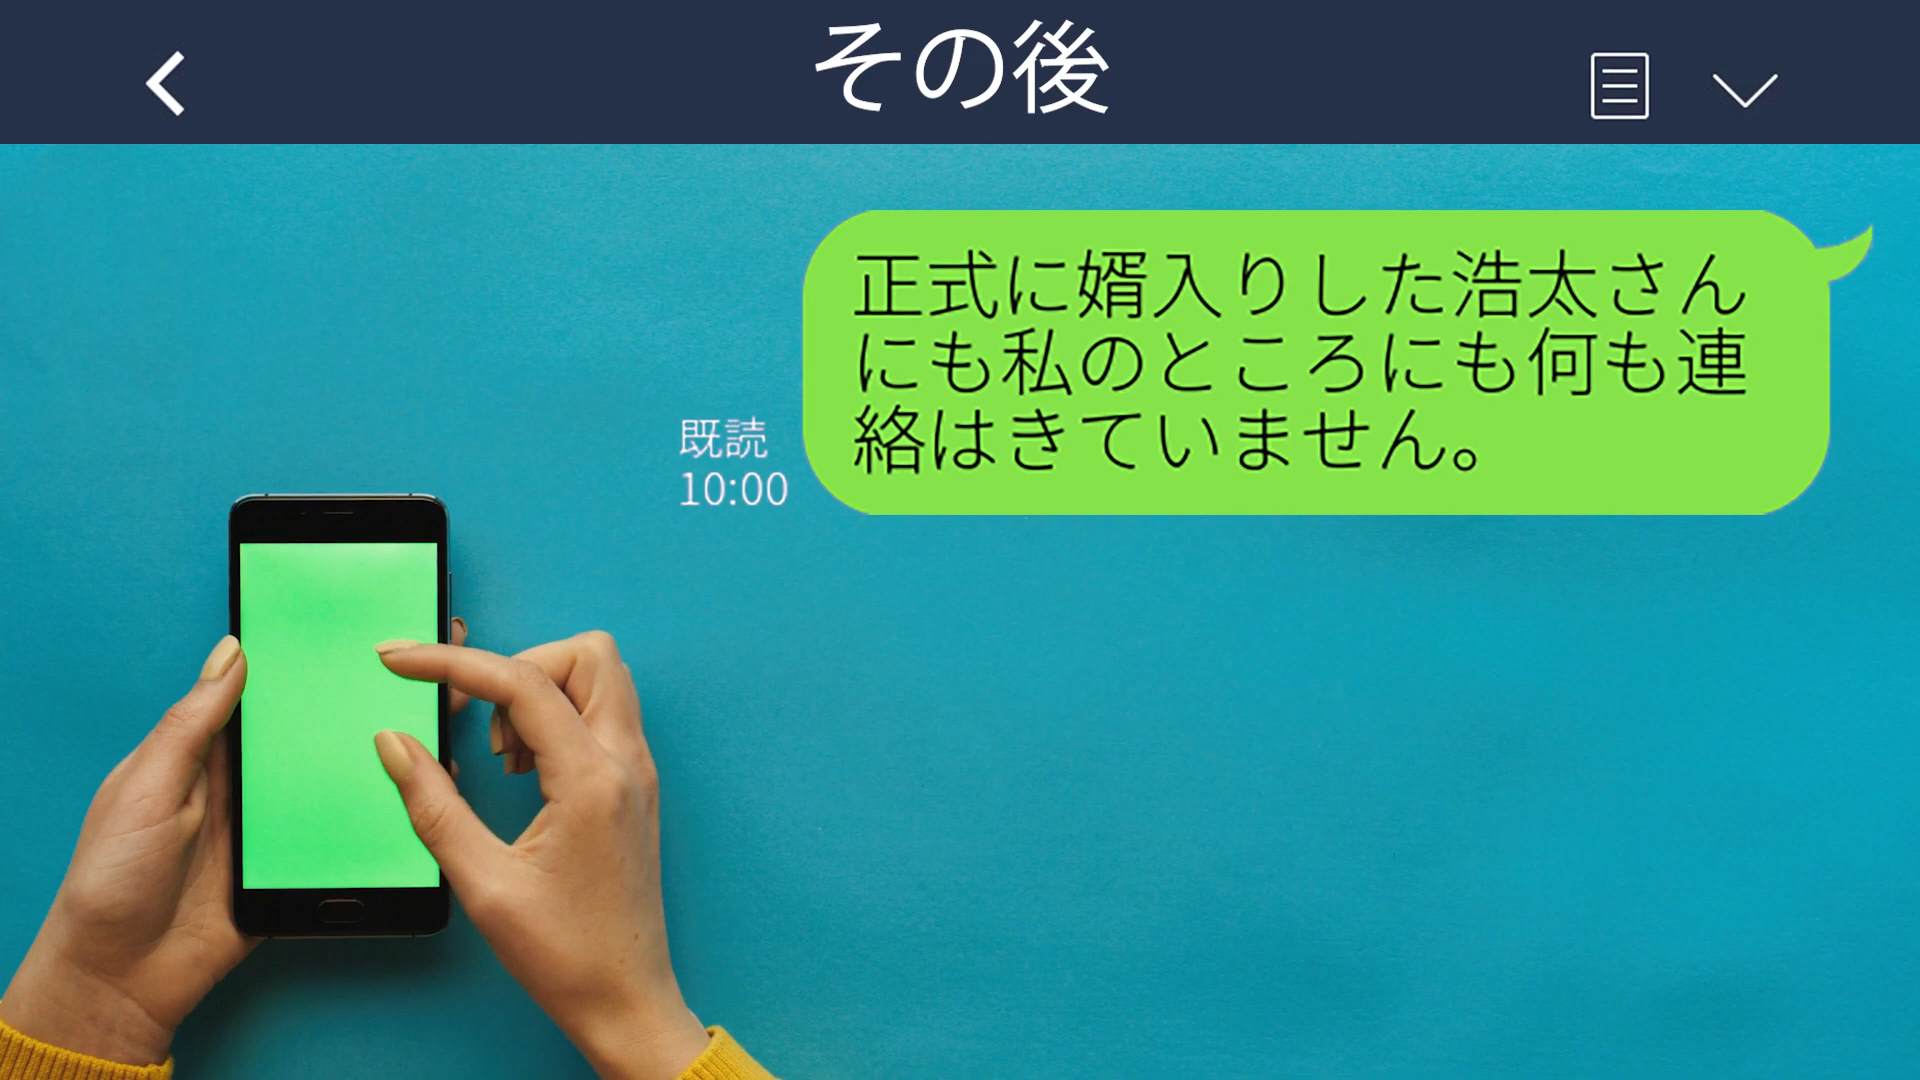 その後
正式に婿入りした浩太さん
にも私のところにも何も連
絡はきていません。
既読
10:00